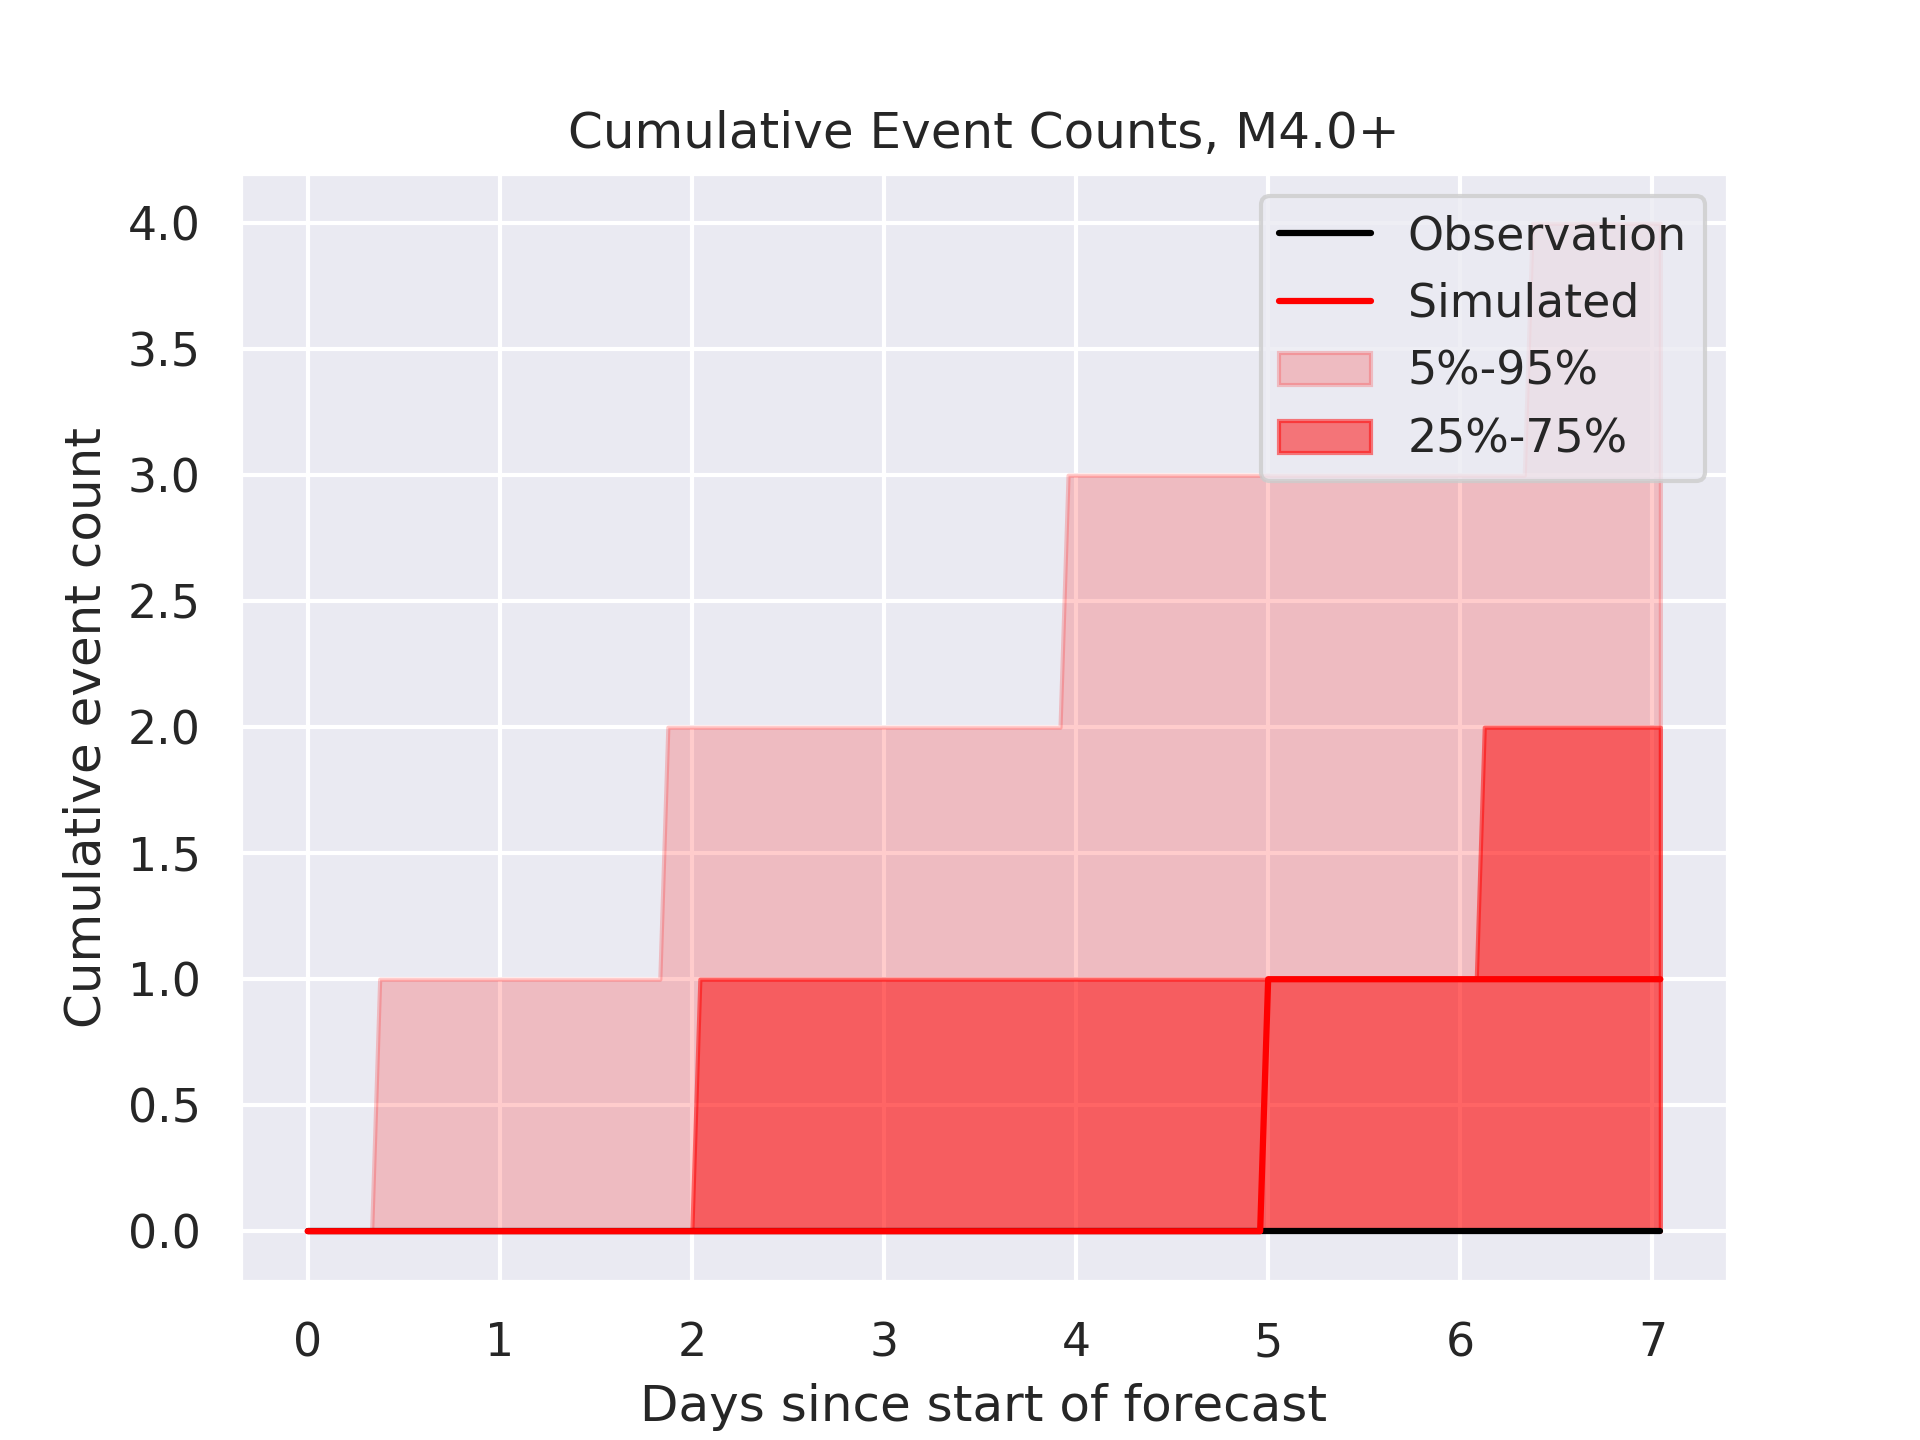 Cumulative Event Counts, M4.0+
Observation
Simulated
5%-95%
25%-75%
Cumulative event count
4.0
3.5
3.0
2.5
2.0
1.5
1.0
0.5
0.0
0 1 2 3 4 5 6 7
Days since start of forecast